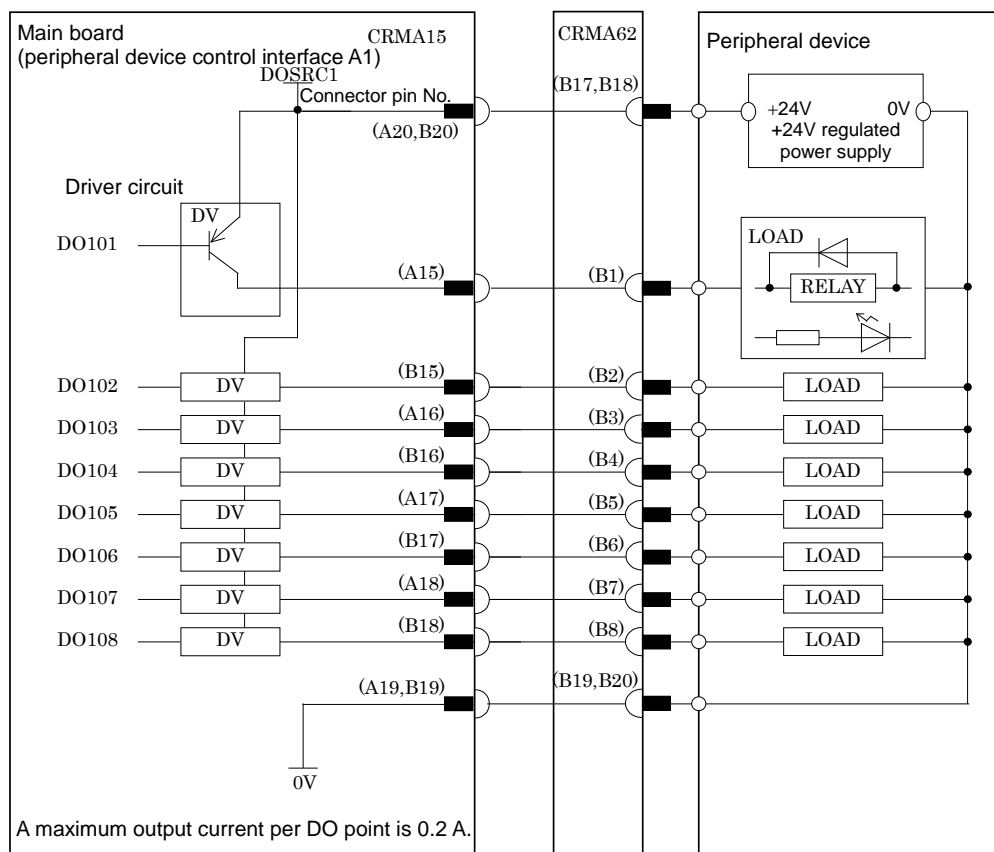 Main board
(peripheral device control interface A1)
CRMA15
CRMA62
Peripheral device
DOSRC1
Connector pin No.
(A20,B20)
(B17,B18)
+24V 0V
+24V regulated
power supply
Driver circuit
DV
DO101
(A15)
(B1)
LOAD
RELAY
DO102 DV (B15) (B2) LOAD
DO103 DV (A16) (B3) LOAD
DO104 DV (B16) (B4) LOAD
DO105 DV (A17) (B5) LOAD
DO106 DV (B17) (B6) LOAD
DO107 DV (A18) (B7) LOAD
DO108 DV (B18) (B8) LOAD
(A19,B19) (B19,B20)
0V
A maximum output current per DO point is 0.2 A.